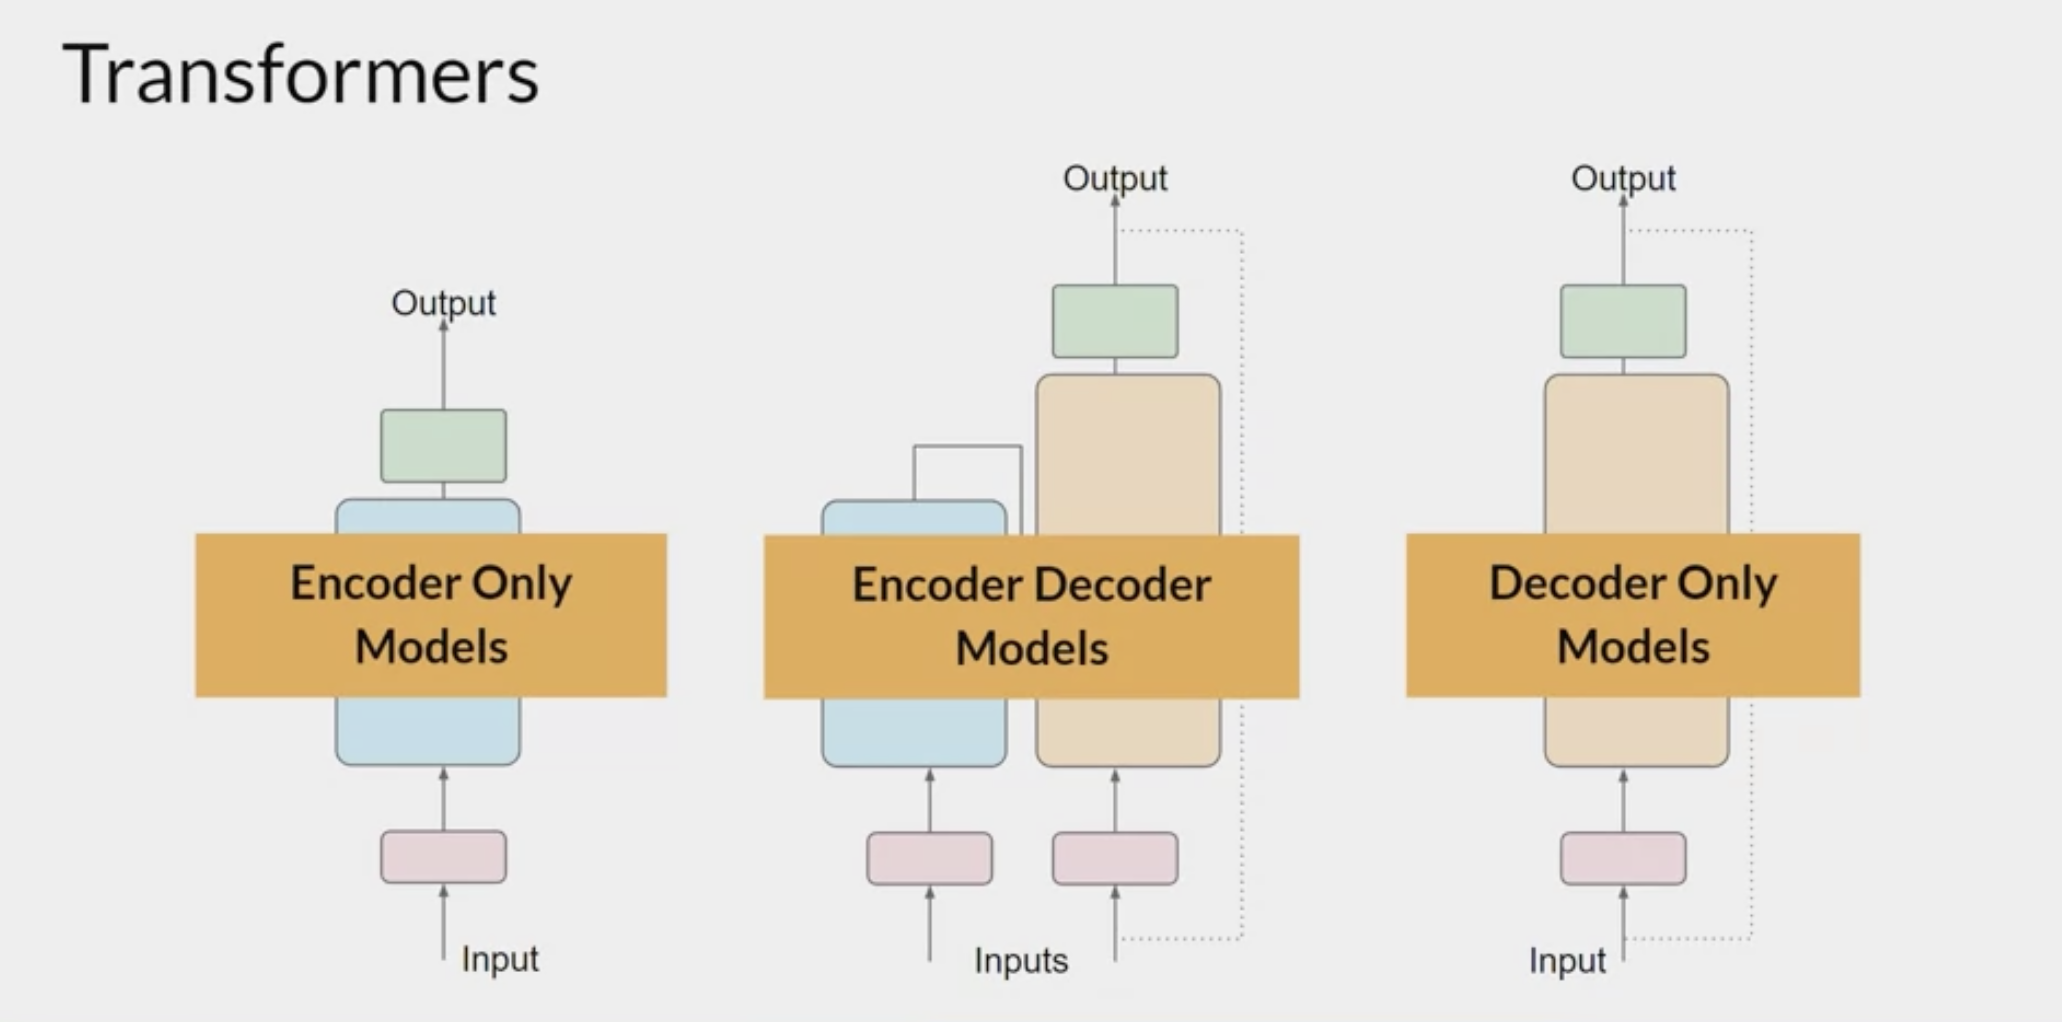 Transformers
Output
Output
Output
Encoder Only
Models
Encoder Decoder
Models
Decoder Only
Models
Input
Inputs
Input